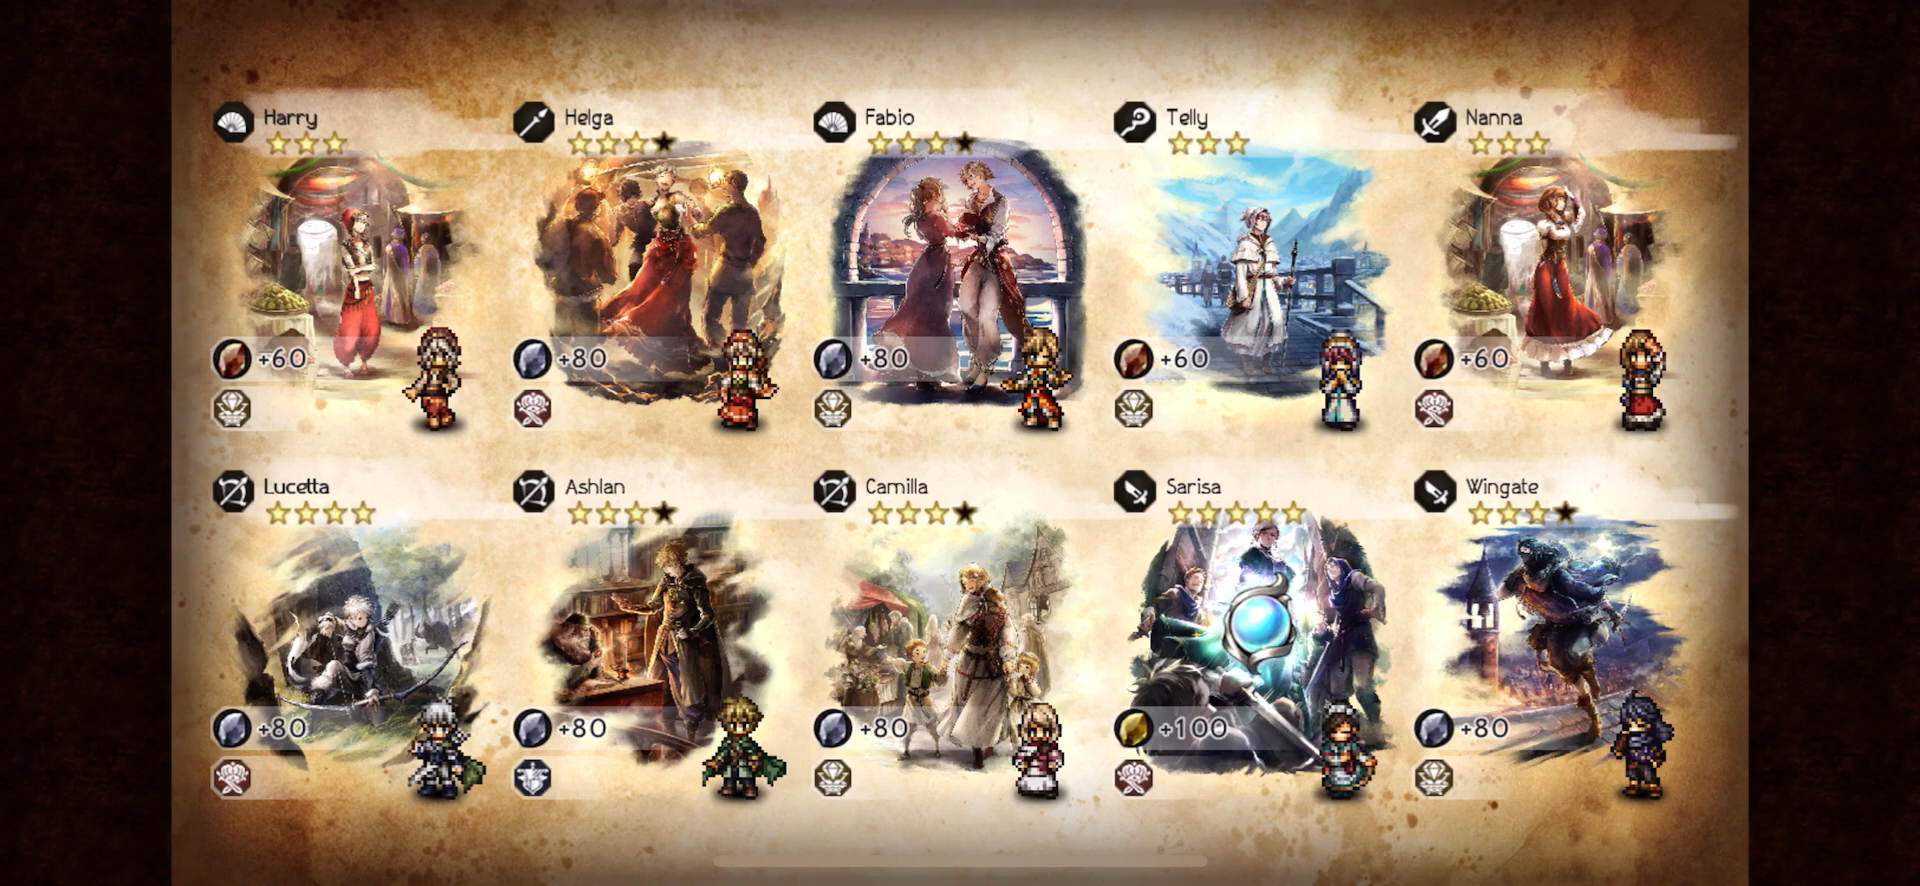 Harry
Helga
Fabio
Telly
Nanna
+60
+80
+80
+60
+60
Lucetta
Ashlan
Camilla
Sarisa
Wingate
+80
+80
+80
+100
+80